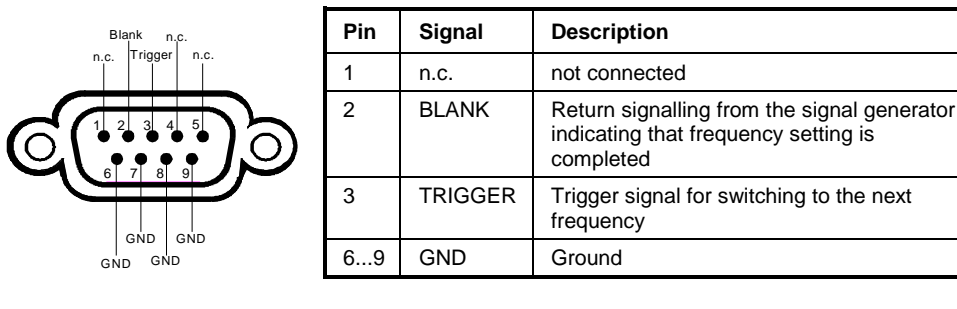 Blank n.c.
n.c. Trigger n.c.
1 2 3 4 5
6 7 8 9
GND GND
GND GND
Pin Signal Description
1 n.c. not connected
2 BLANK Return signalling from the signal generator
indicating that frequency setting is
completed
3 TRIGGER Trigger signal for switching to the next
frequency
6...9 GND Ground